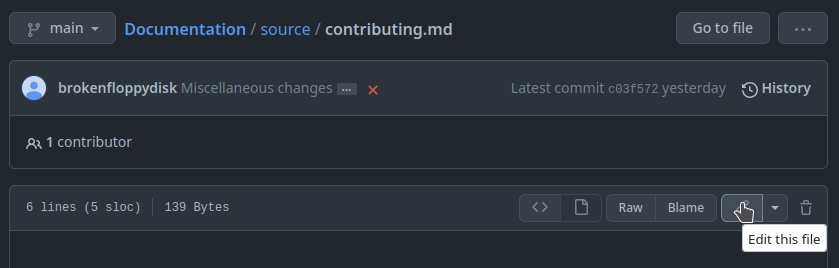 main
Documentation / source / contributing.md
Go to file
...
brokenfloppydisk Miscellaneous changes ...
Latest commit c03f572 yesterday
History
1 contributor
6 lines (5 sloc)
139 Bytes
<>
Raw
Blame
Edit this file